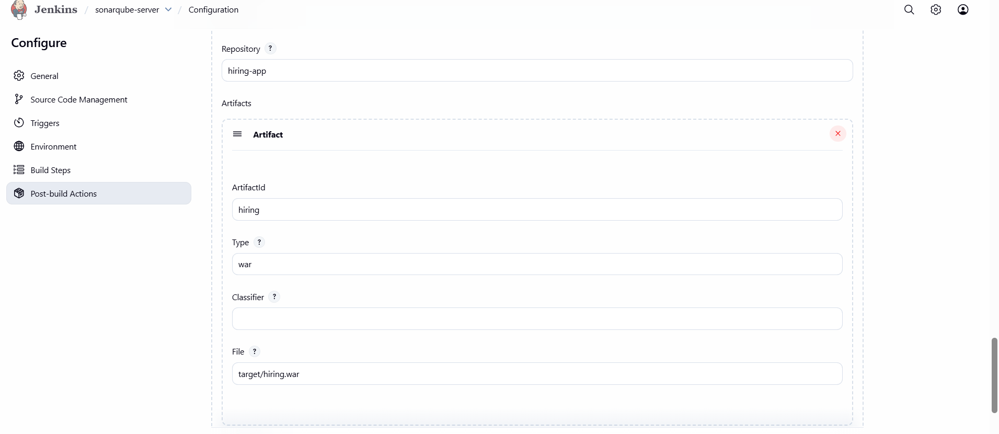 Jenkins / sonarqube-server / Configuration
Configure
General
Source Code Management
Triggers
Environment
Build Steps
Post-build Actions
Repository ?
hiring-app
Artifacts
Artifact
ArtifactId
hiring
Type ?
war
Classifier ?
File ?
target/hiring.war